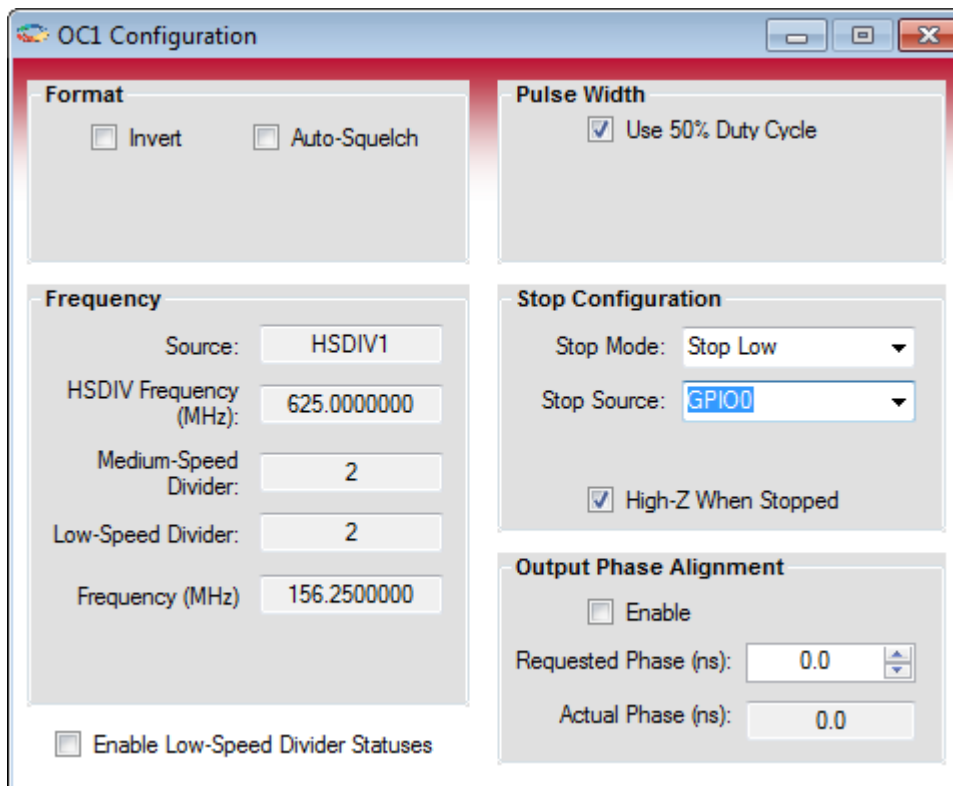 OC1 Configuration
Format
Invert
Auto-Squelch
Pulse Width
Use 50% Duty Cycle
Frequency
Source: HSDIV1
HSDIV Frequency
(MHz): 625.0000000
Medium-Speed
Divider: 2
Low-Speed Divider: 2
Frequency (MHz) 156.2500000
Enable Low-Speed Divider Statuses
Stop Configuration
Stop Mode: Stop Low
Stop Source: GPIO0
High-Z When Stopped
Output Phase Alignment
Enable
Requested Phase (ns): 0.0
Actual Phase (ns): 0.0